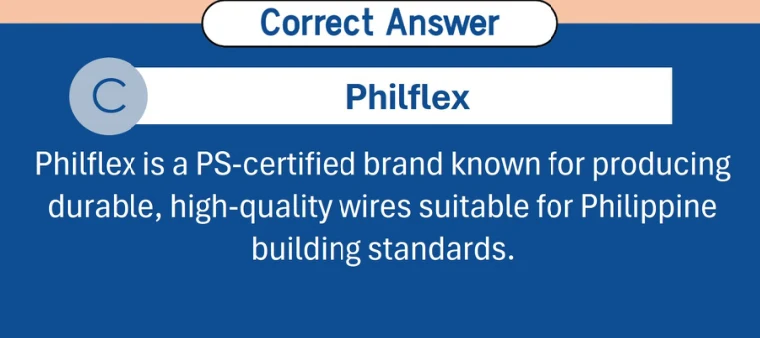 Correct Answer
C
Philflex
Philflex is a PS-certified brand known for producing
durable, high-quality wires suitable for Philippine
building standards.